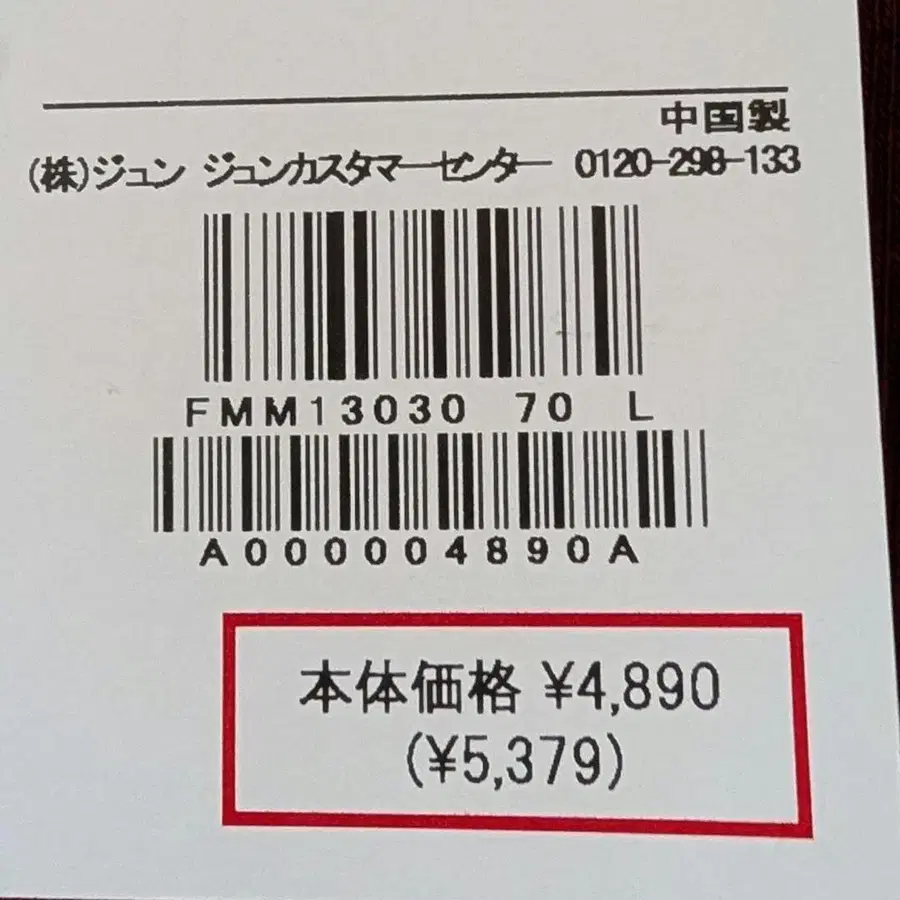 中国製
(株)ジュン ジュンカスタマーセンター 0120-298-133
FMM13030 70 L
A000004890A
本体価格 ¥4,890
(¥5,379)